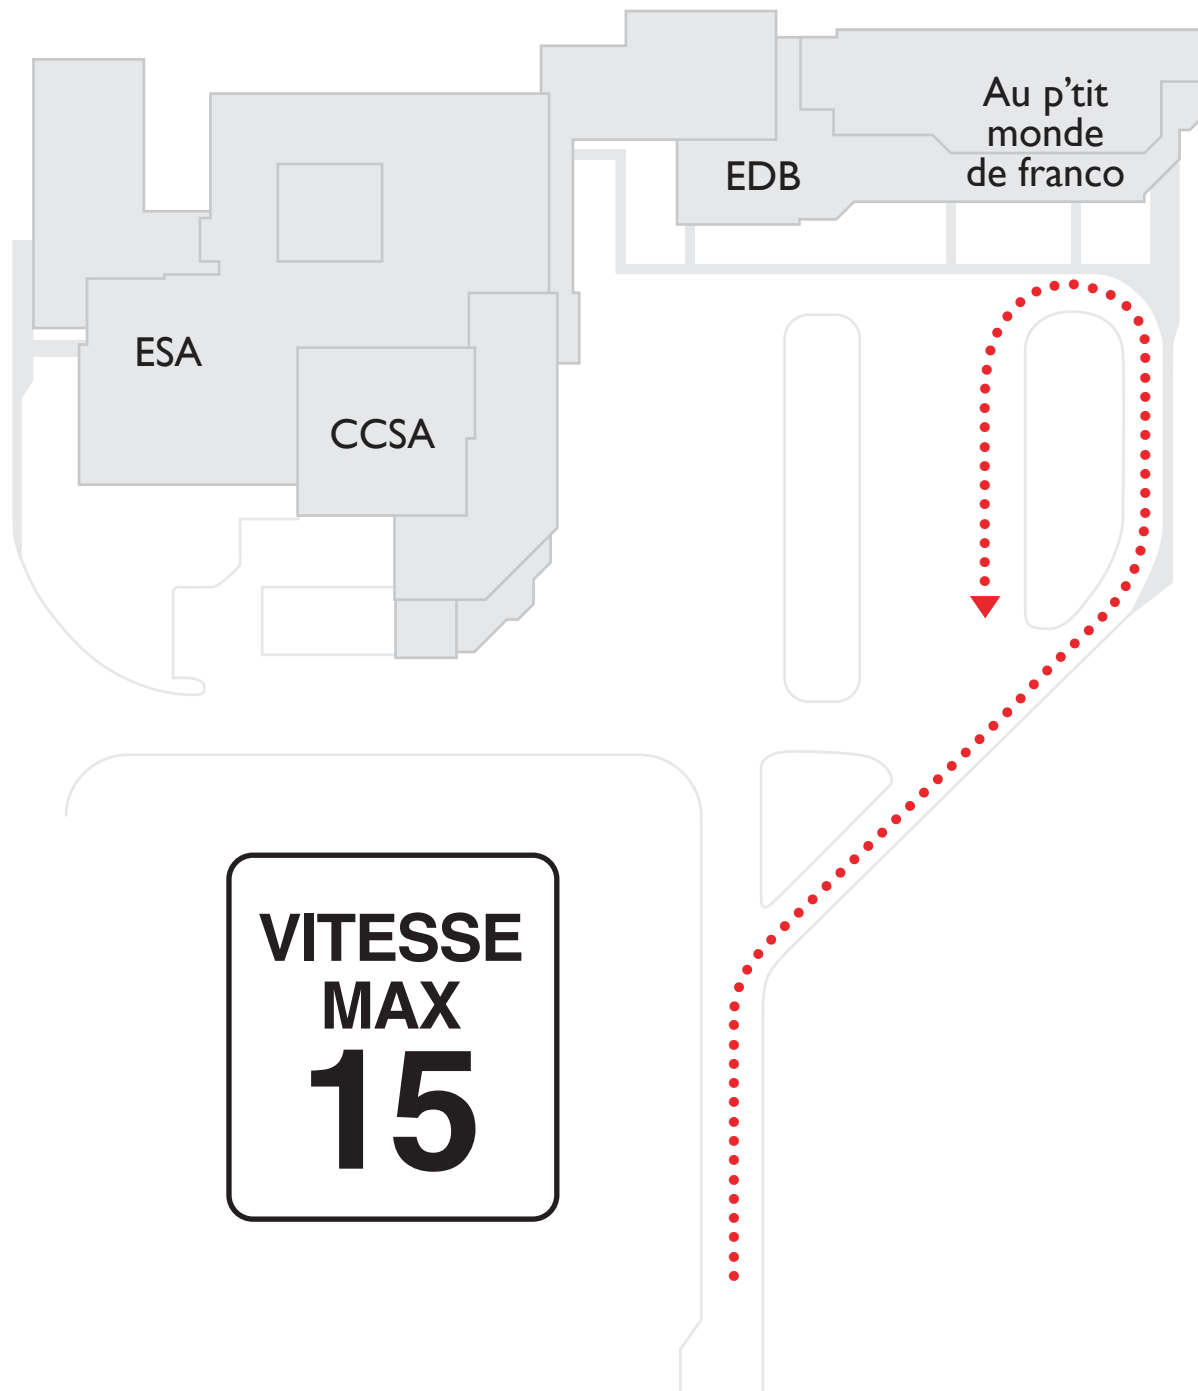 Au p'tit
monde
de franco
EDB
ESA
CCSA
VITESSE
MAX
15